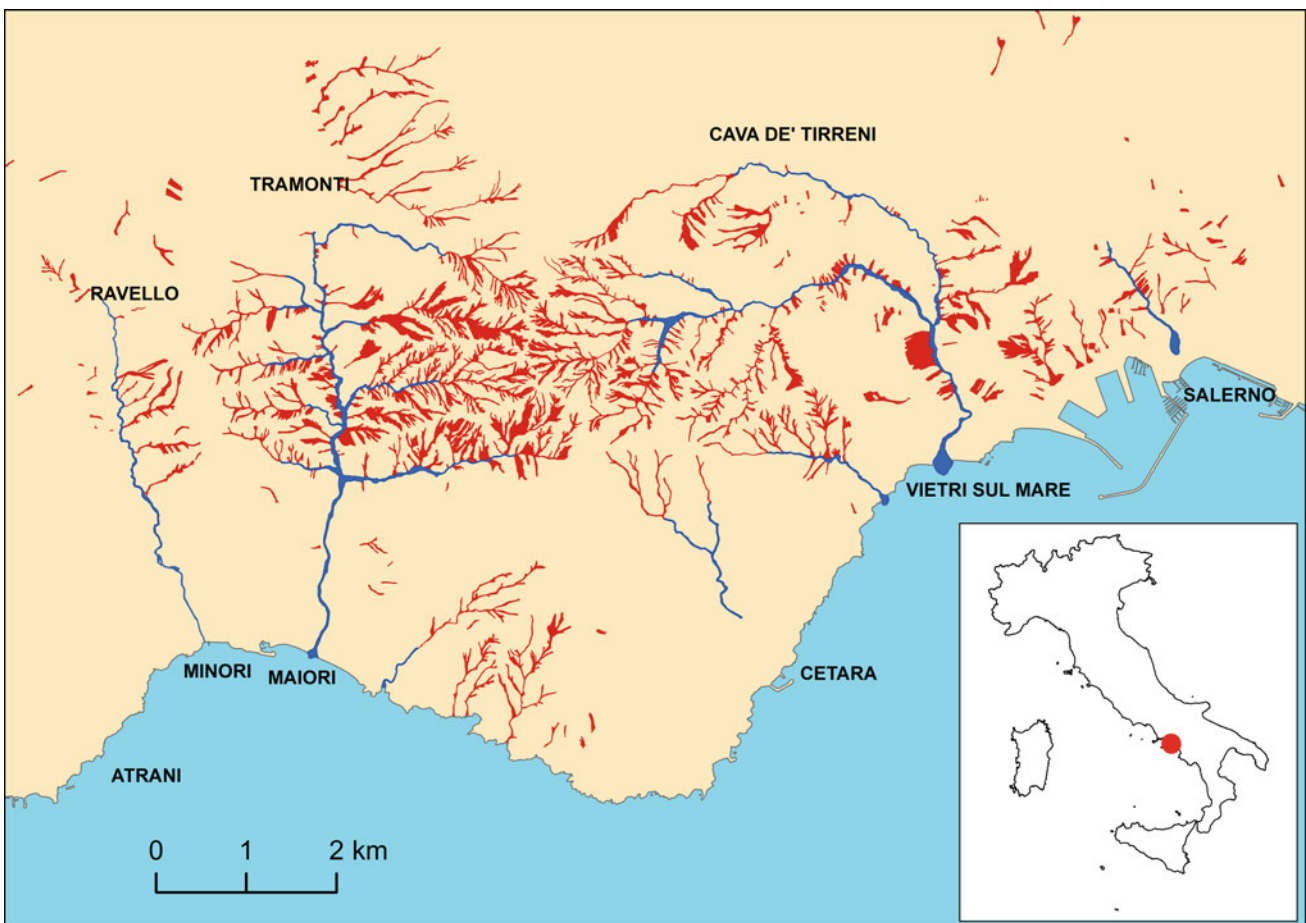 CAVA DE' TIRRENI
TRAMONTI
RAVELLO
SALERNO
VIETRI SUL MARE
MINORI
MAIORI
CETARA
ATRANI
0 1 2 km